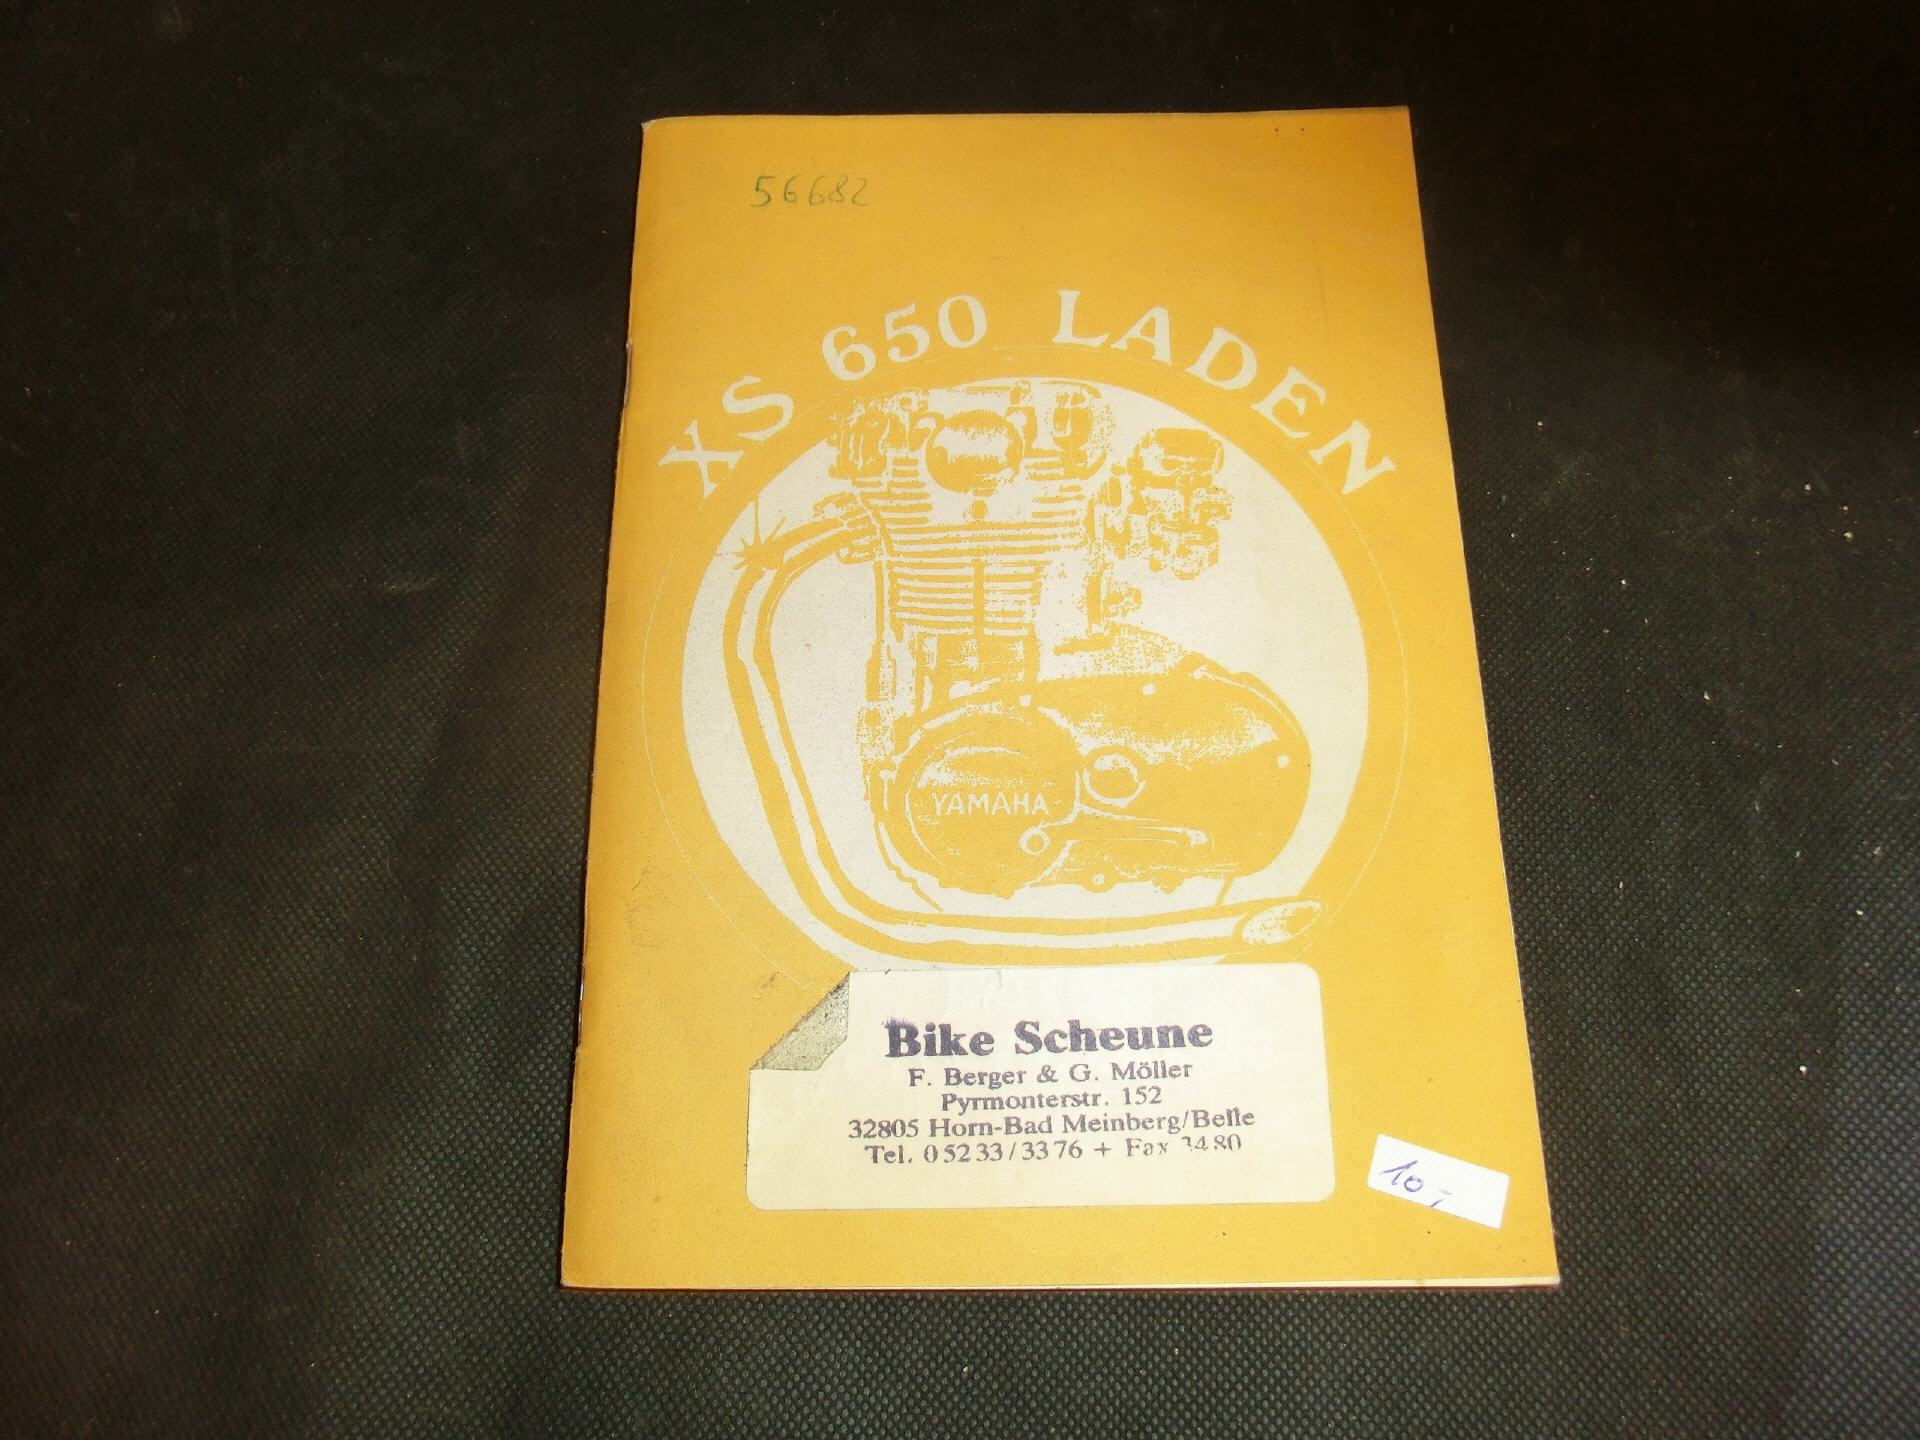 56682
XS 650 LADEN
YAMAHA
Bike Scheune
F. Berger & G. Möller
Pyrmonterstr. 152
32805 Horn-Bad Meinberg/Belle
Tel. 05233/3376 + Fax 3480
10,-